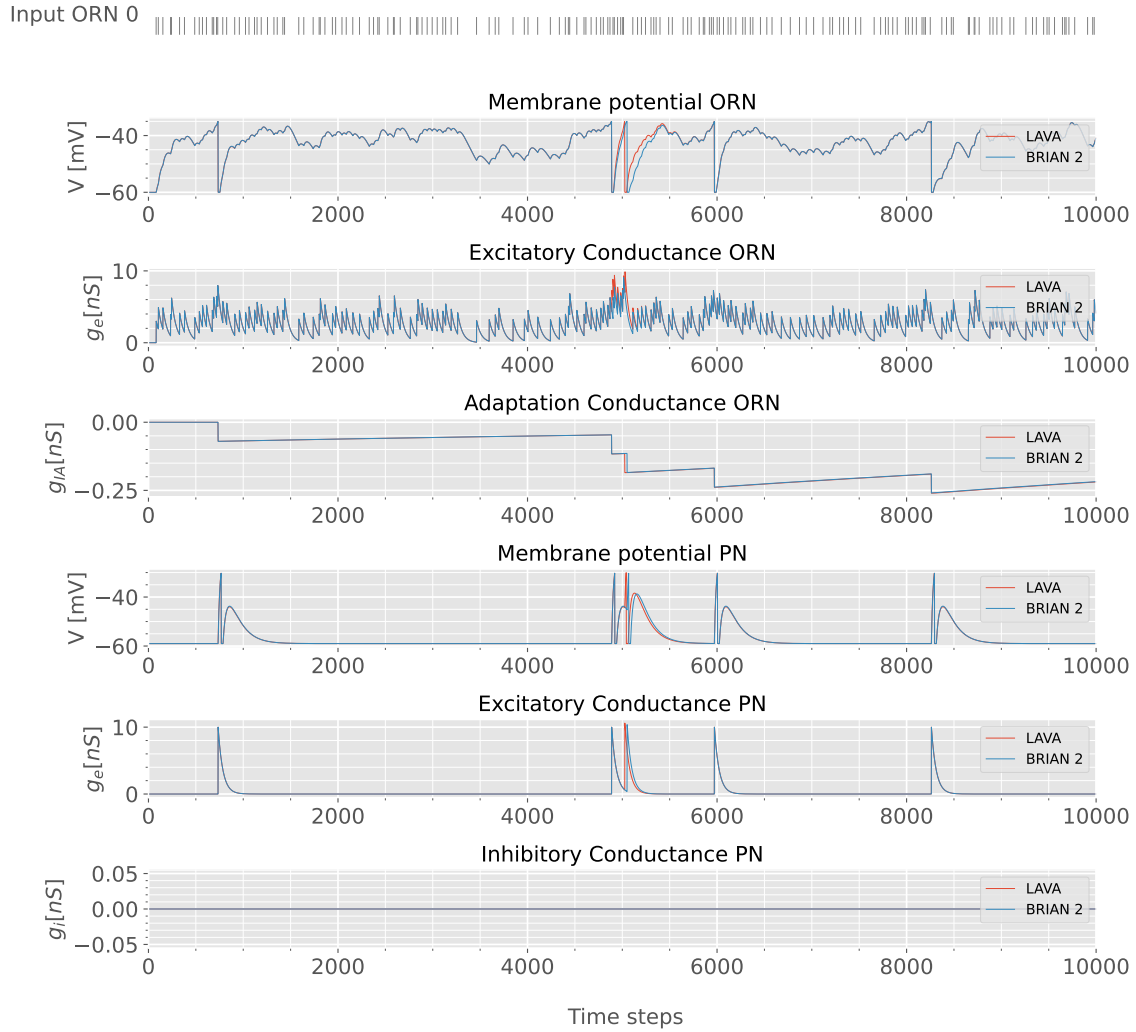 Input ORN 0
Membrane potential ORN
V [mV]
−40
−60
LAVA
BRIAN 2
0 2000 4000 6000 8000 10000
Excitatory Conductance ORN
gₑ[nS]
10
0
LAVA
BRIAN 2
0 2000 4000 6000 8000 10000
Adaptation Conductance ORN
g_{IA}[nS]
0.00
−0.25
LAVA
BRIAN 2
0 2000 4000 6000 8000 10000
Membrane potential PN
V [mV]
−40
−60
LAVA
BRIAN 2
0 2000 4000 6000 8000 10000
Excitatory Conductance PN
gₑ[nS]
10
0
LAVA
BRIAN 2
0 2000 4000 6000 8000 10000
Inhibitory Conductance PN
gᵢ[nS]
0.05
0.00
−0.05
LAVA
BRIAN 2
0 2000 4000 6000 8000 10000
Time steps